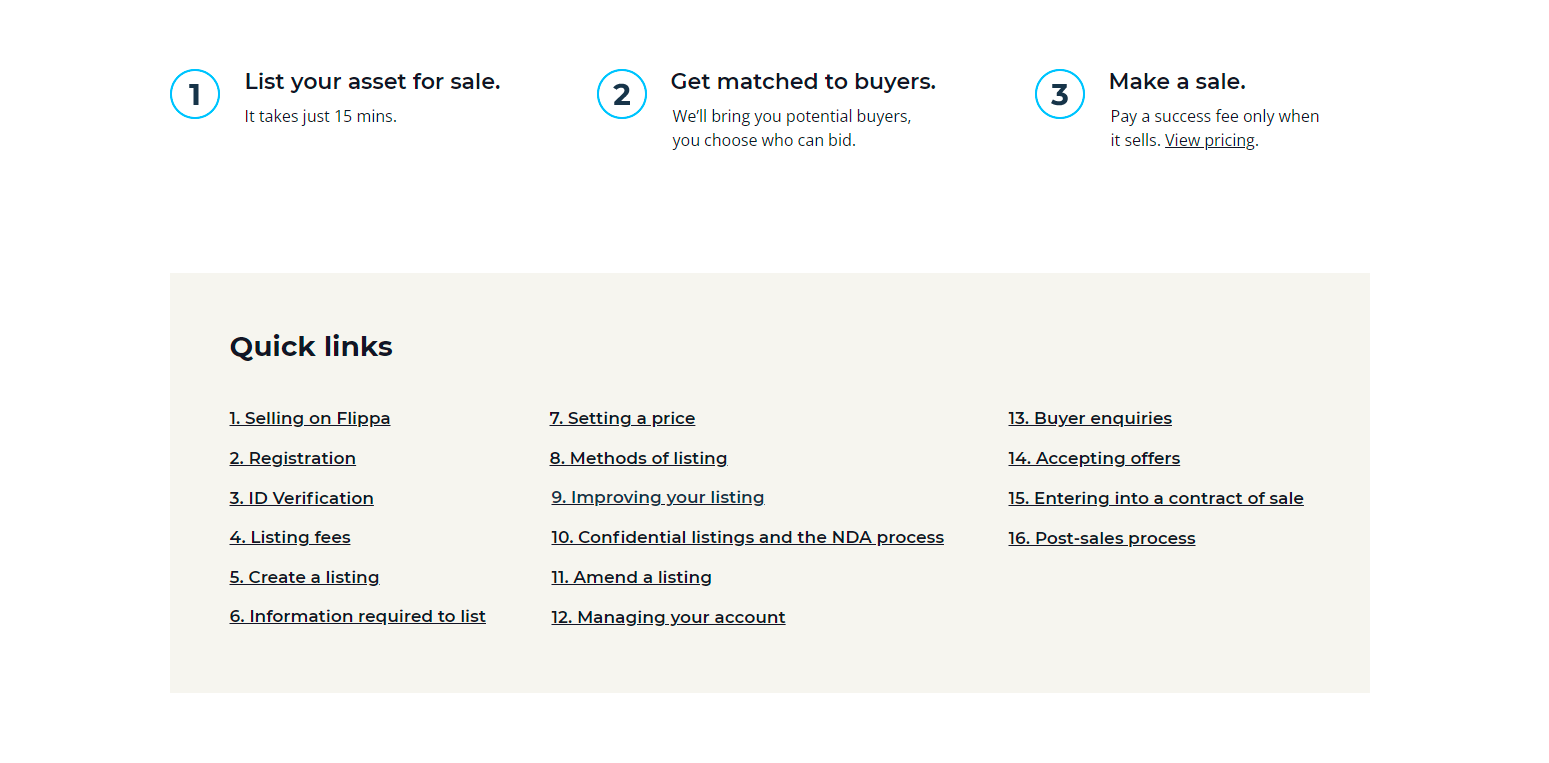 1
List your asset for sale.
It takes just 15 mins.
2
Get matched to buyers.
We’ll bring you potential buyers,
you choose who can bid.
3
Make a sale.
Pay a success fee only when
it sells. View pricing.
Quick links
1. Selling on Flippa
2. Registration
3. ID Verification
4. Listing fees
5. Create a listing
6. Information required to list
7. Setting a price
8. Methods of listing
9. Improving your listing
10. Confidential listings and the NDA process
11. Amend a listing
12. Managing your account
13. Buyer enquiries
14. Accepting offers
15. Entering into a contract of sale
16. Post-sales process